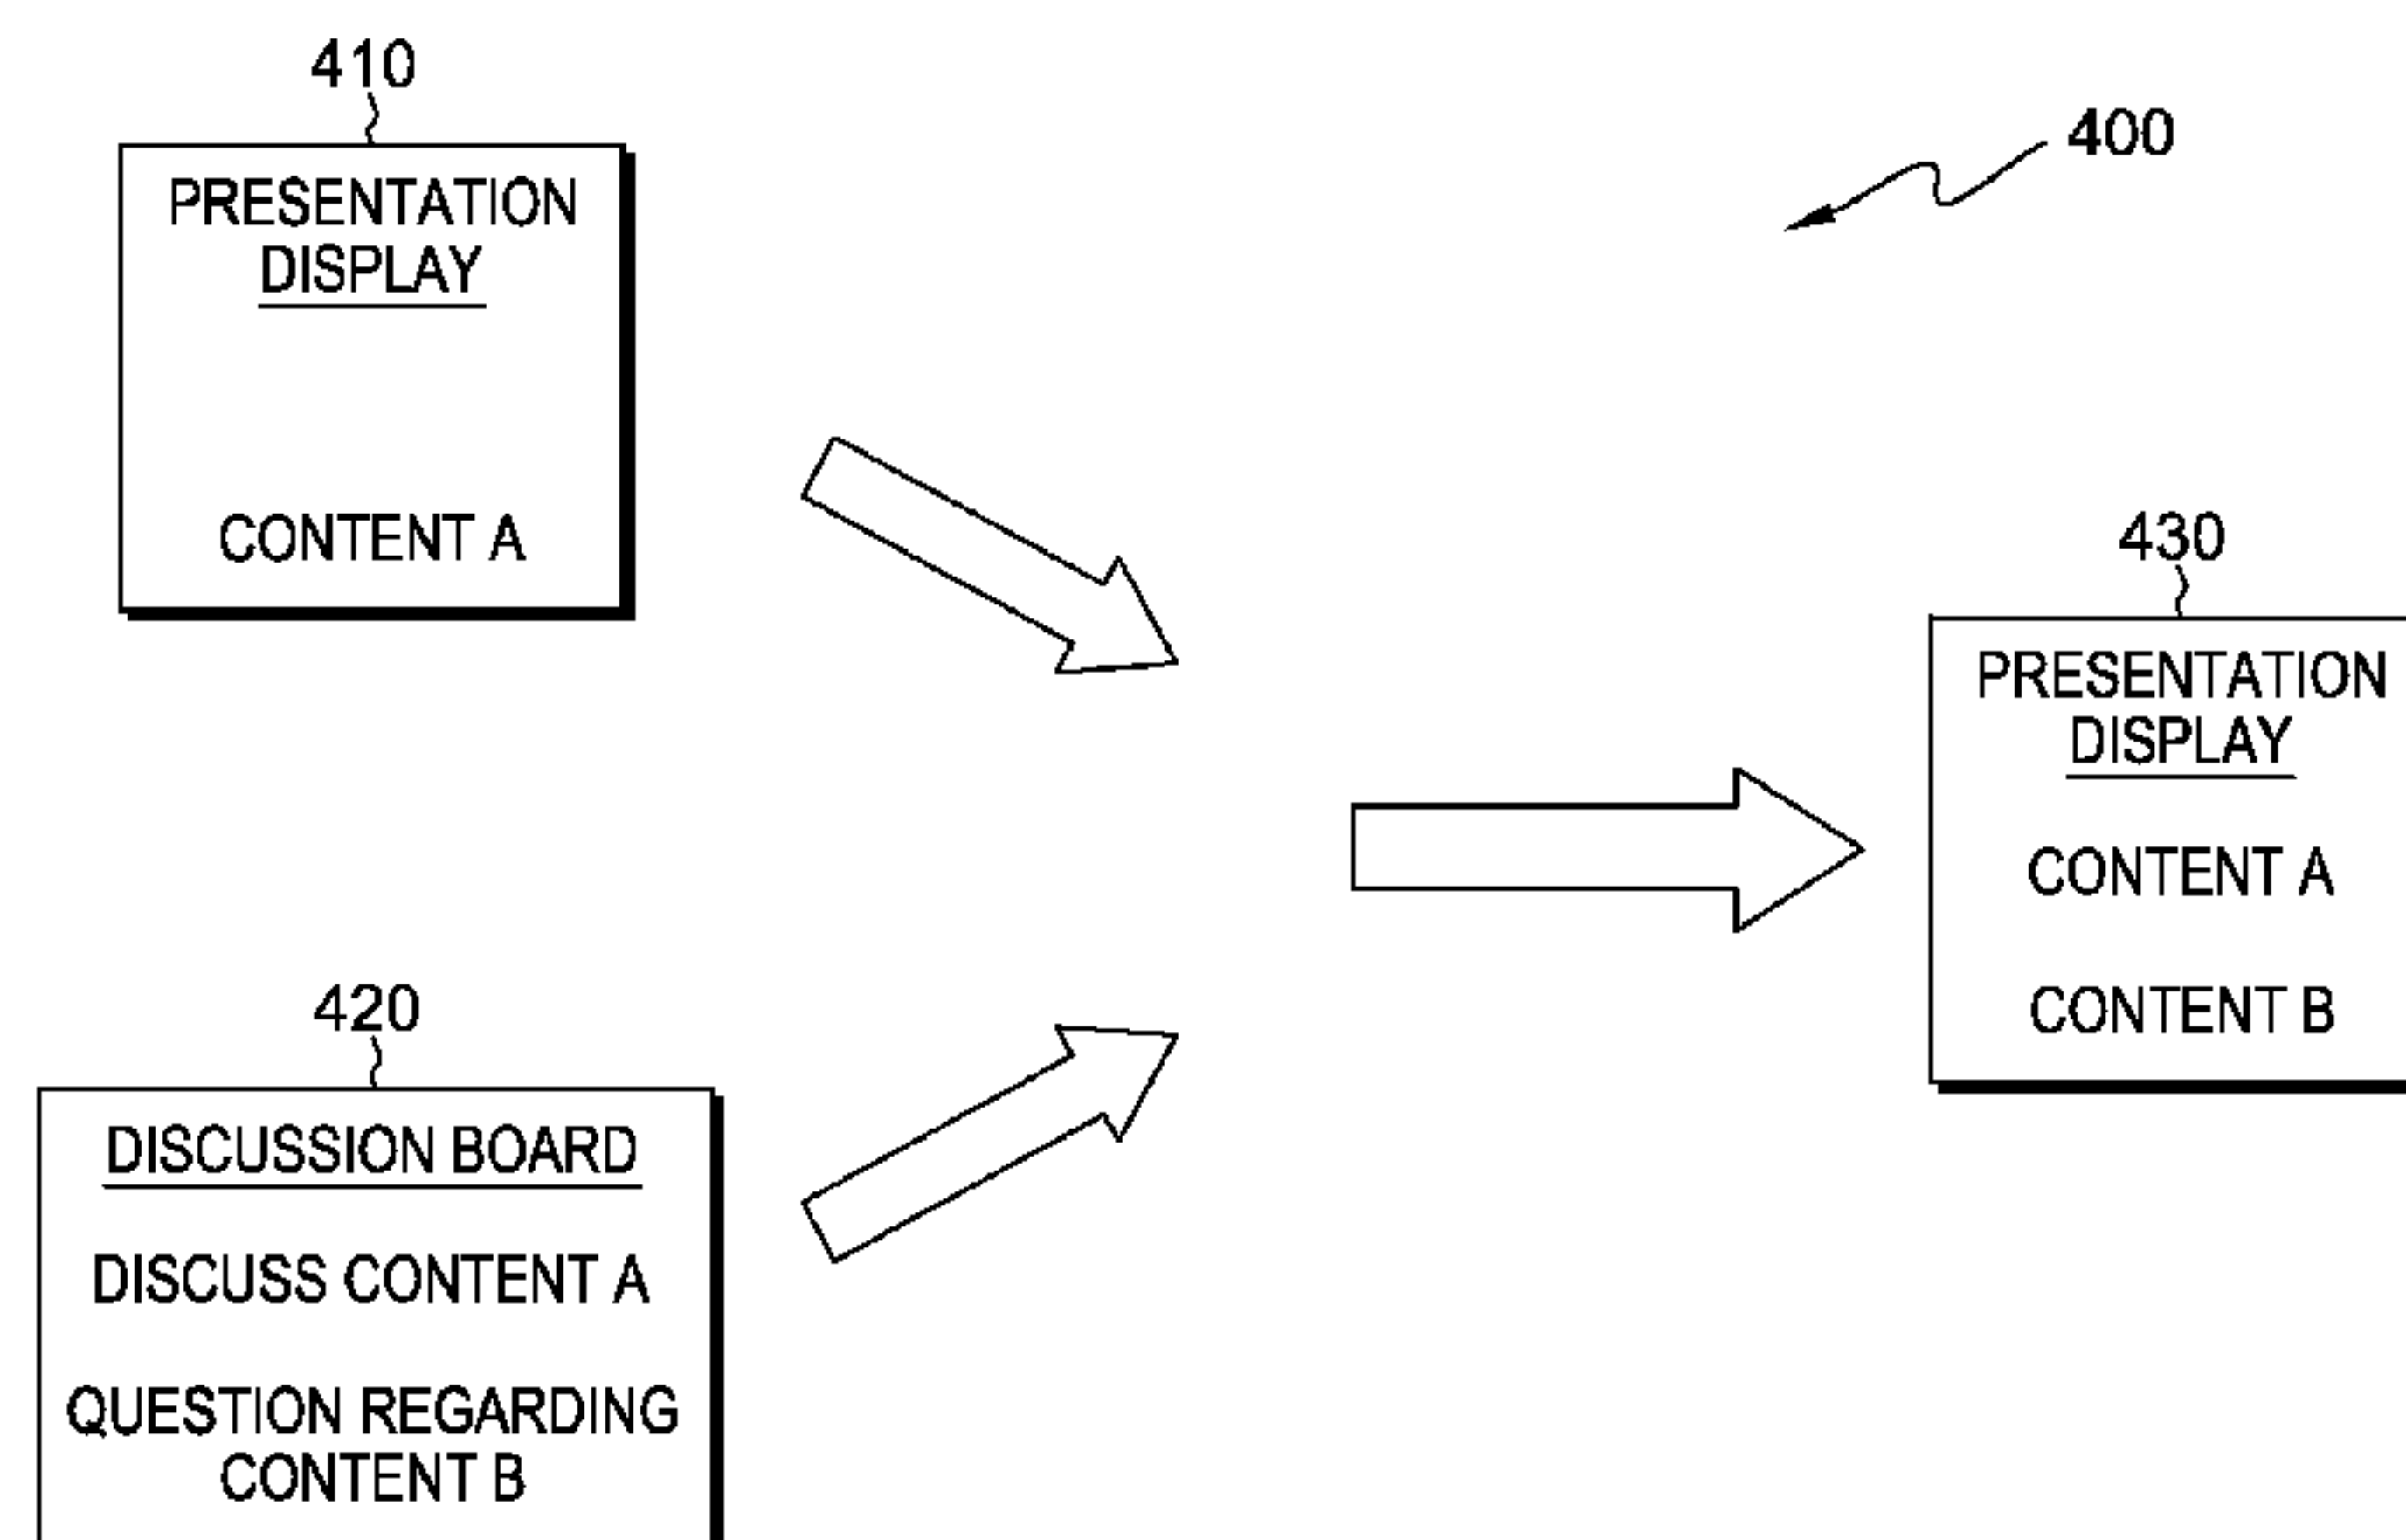 410
PRESENTATION
DISPLAY
CONTENT A
400
430
PRESENTATION
DISPLAY
CONTENT A
CONTENT B
420
DISCUSSION BOARD
DISCUSS CONTENT A
QUESTION REGARDING
CONTENT B